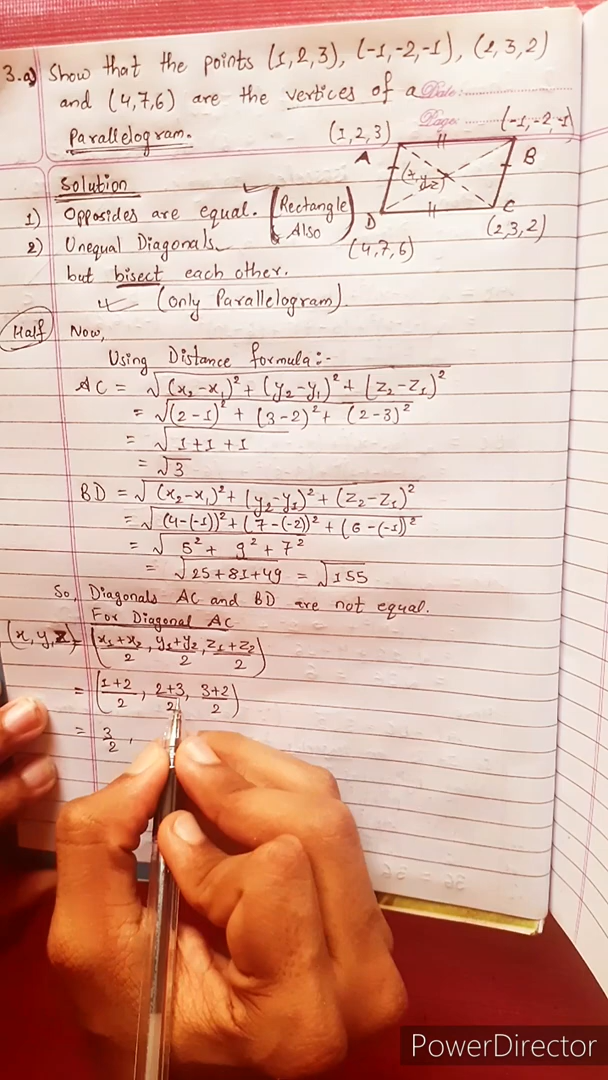 3.a) Show that the points (1,2,3), (-1,-2,-1), (2,3,2)
and (4,7,6) are the vertices of a Date:
Parallelogram. Page:
(1,2,3) (-1,-2,-1)
A B
(x,y,z)
D C
(4,7,6) (2,3,2)
Solution
1) Opposides are equal. (Rectangle Also)
2) Unequal Diagonals
but bisect each other.
(only Parallelogram)
Half Now,
Using Distance formula:-
AC = √(x₂-x₁)² + (y₂-y₁)² + (z₂-z₁)²
= √(2-1)² + (3-2)² + (2-3)²
= √1+1+1
= √3
BD = √(x₂-x₁)² + (y₂-y₁)² + (z₂-z₁)²
= √(4-(-1))² + (7-(-2))² + (6-(-1))²
= √5² + 9² + 7²
= √25+81+49 = √155
So, Diagonals AC and BD are not equal.
For Diagonal AC
(x,y,z) = (x₁+x₂/2, y₁+y₂/2, z₁+z₂/2)
= (1+2/2, 2+3/2, 3+2/2)
= 3/2,
PowerDirector